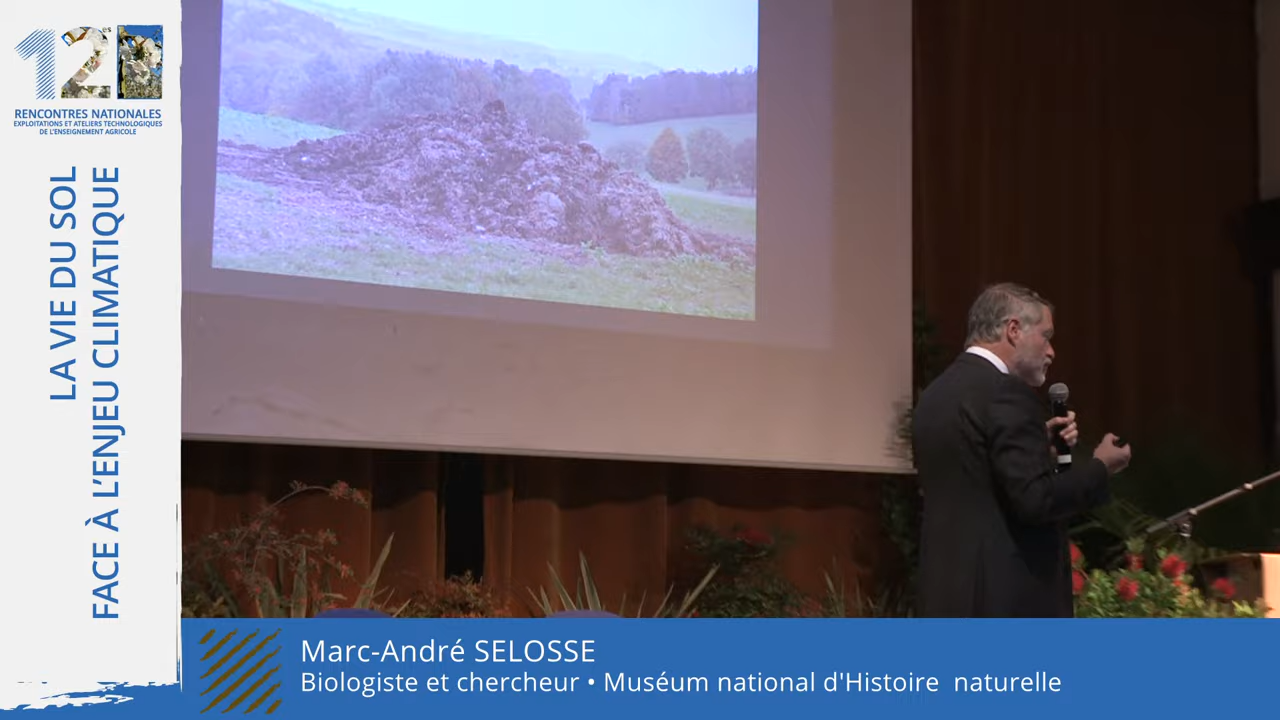 12es
RENCONTRES NATIONALES
EXPLOITATIONS ET ATELIERS TECHNOLOGIQUES
DE L'ENSEIGNEMENT AGRICOLE
LA VIE DU SOL
FACE À L'ENJEU CLIMATIQUE
Marc-André SELOSSE
Biologiste et chercheur • Muséum national d'Histoire naturelle